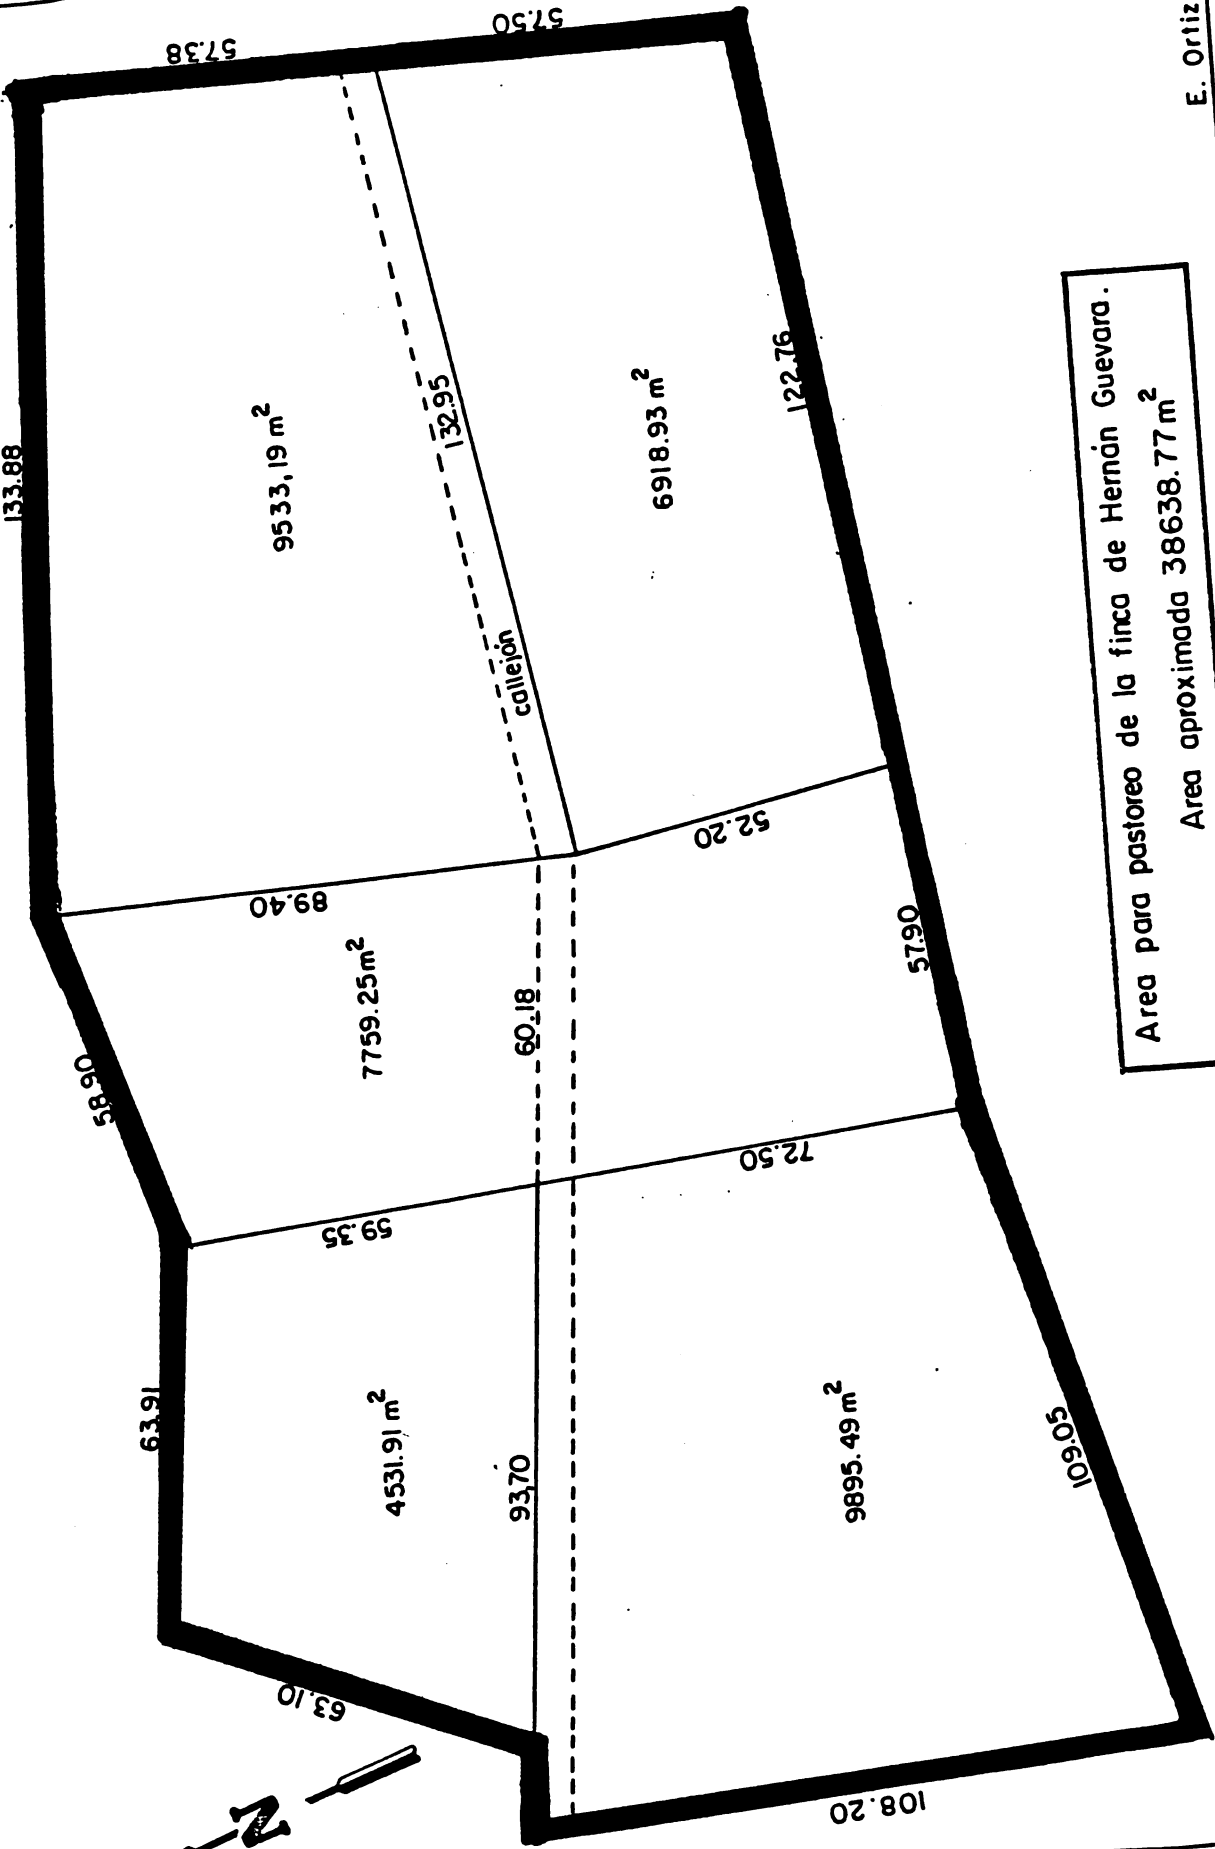 57.38
57.50
133.88
9533,19 m²
132.95
callejón
6918.93 m²
122.76
89.40
52.20
7759.25m²
60.18
58.90
57.90
59.35
72.50
63.91
4531.91 m²
93,70
9895.49 m²
109.05
63.10
108.20
N
Area para pastoreo de la finca de Hernán Guevara.
Area aproximada 38638.77 m²
E. Ortiz